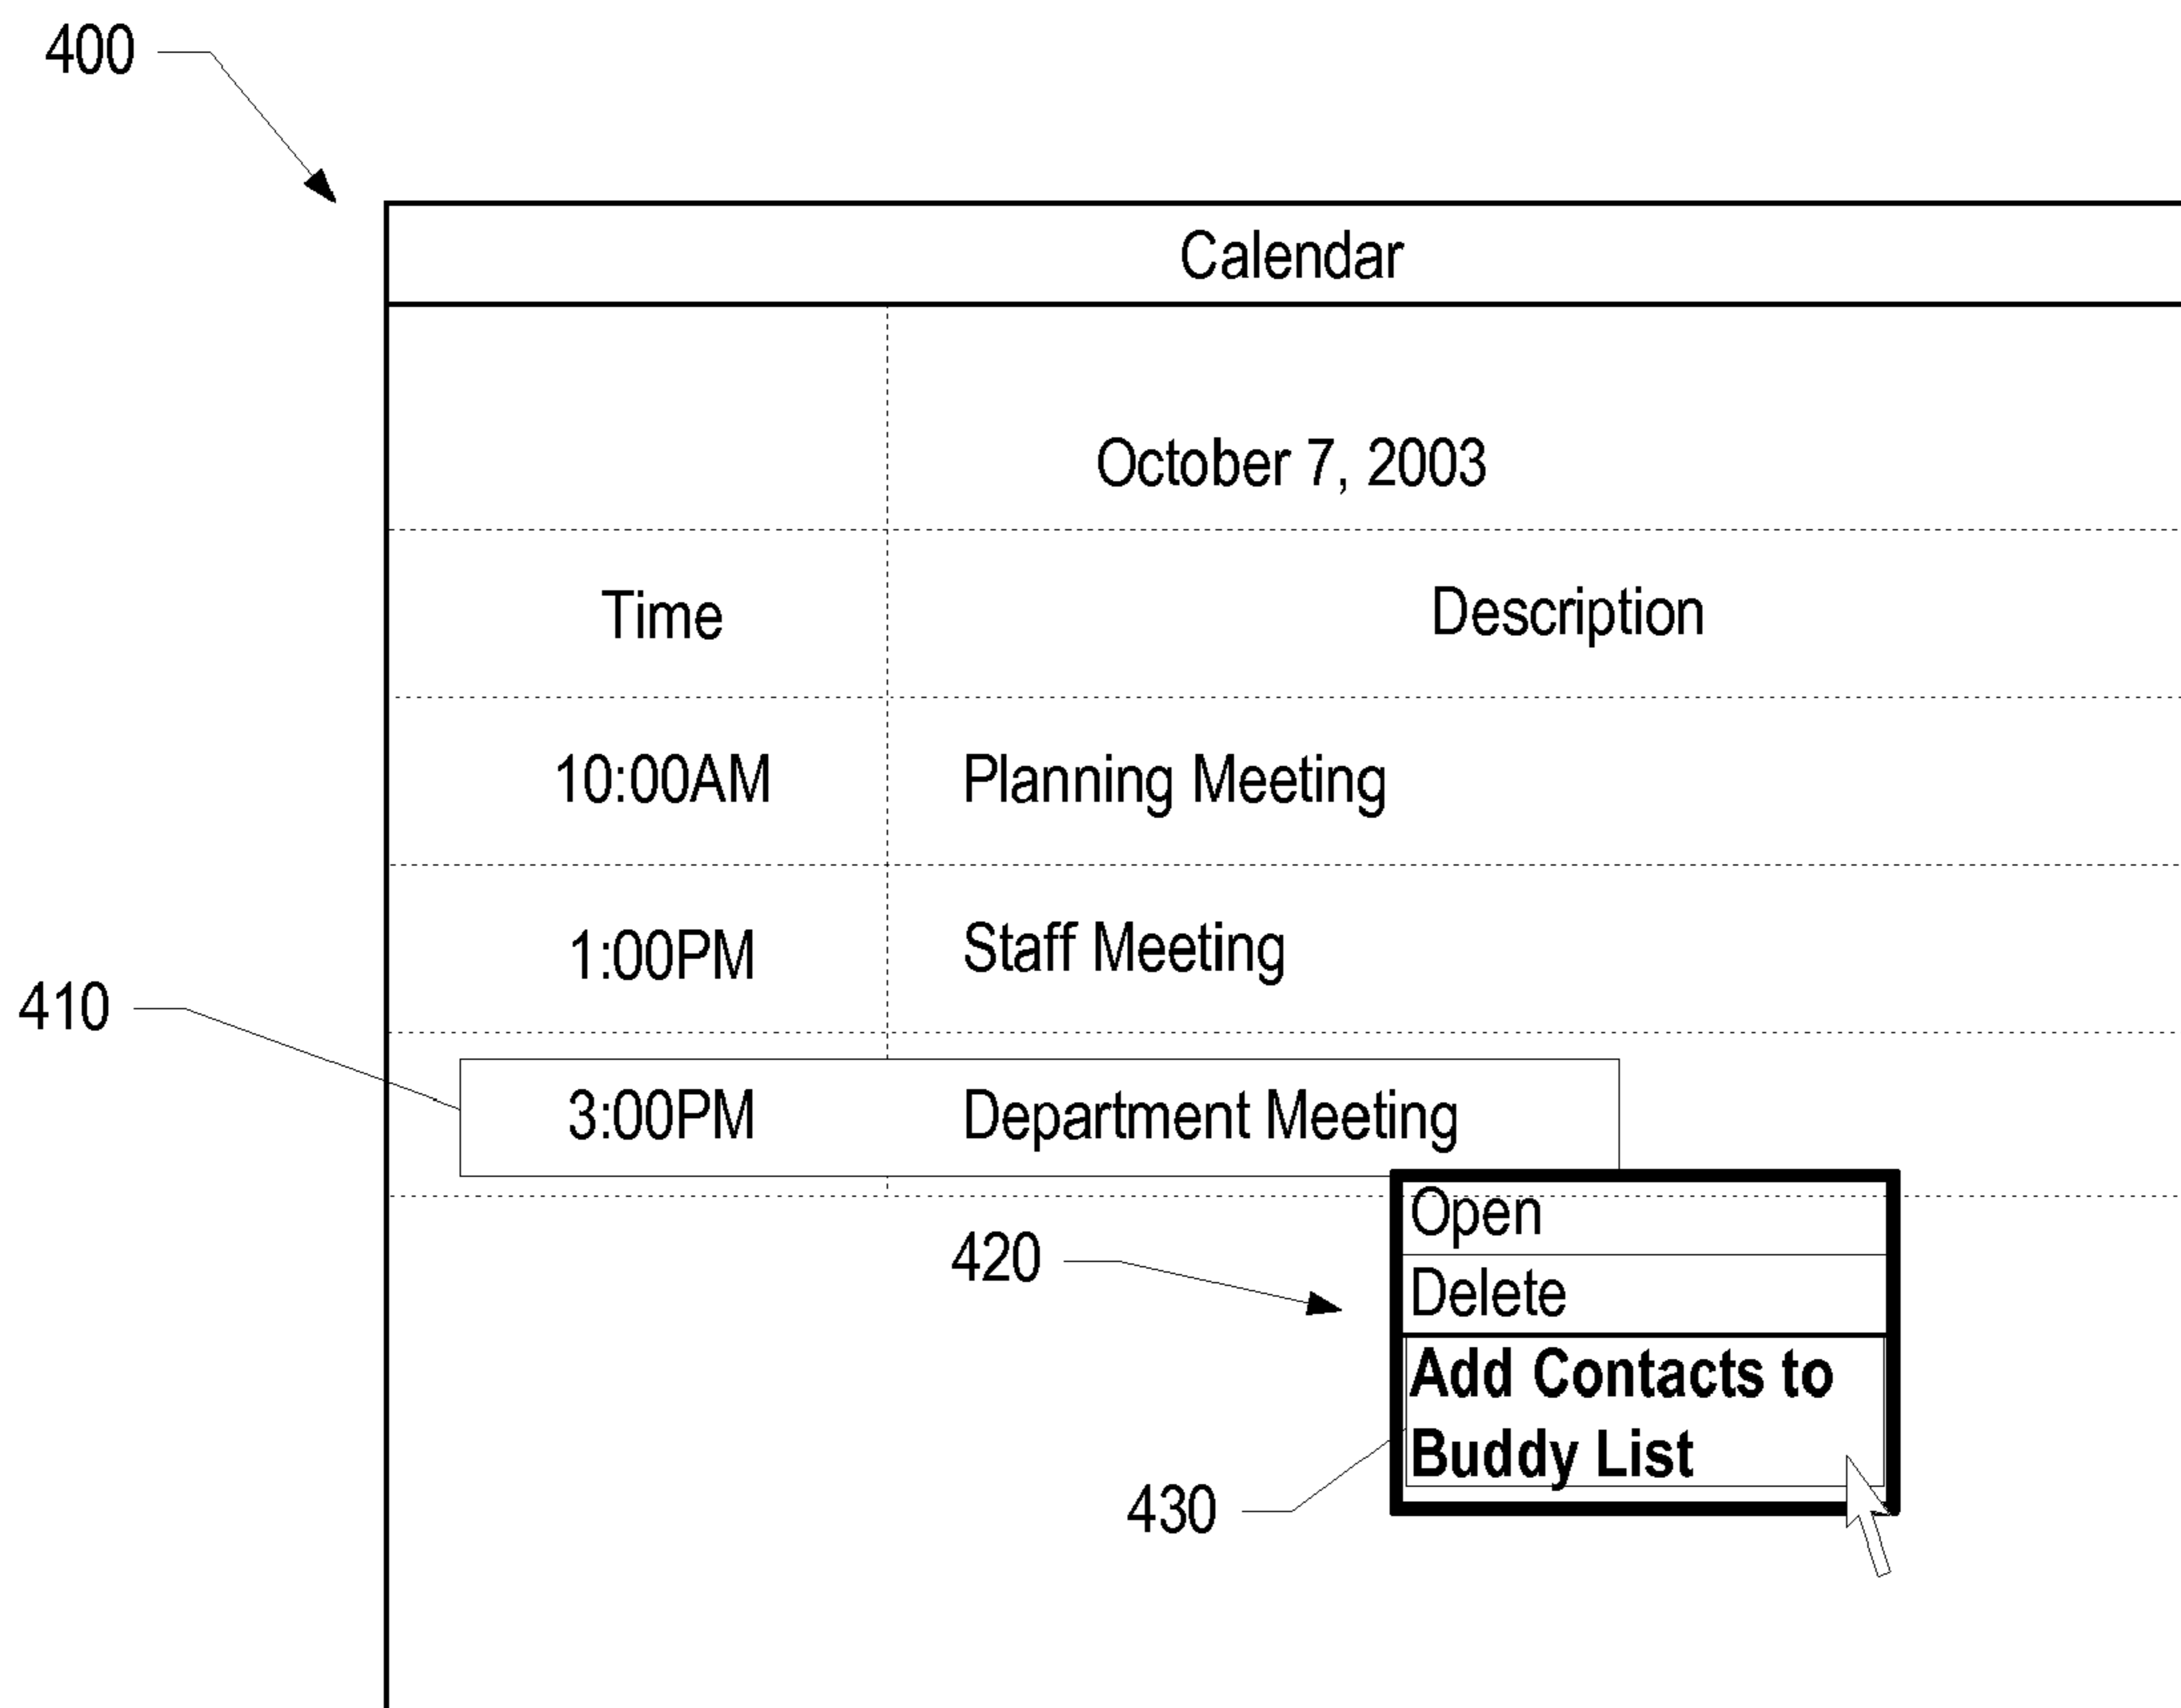 400
Calendar
October 7, 2003
Time Description
10:00AM Planning Meeting
1:00PM Staff Meeting
410
3:00PM Department Meeting
Open
420
Delete
Add Contacts to
Buddy List
430